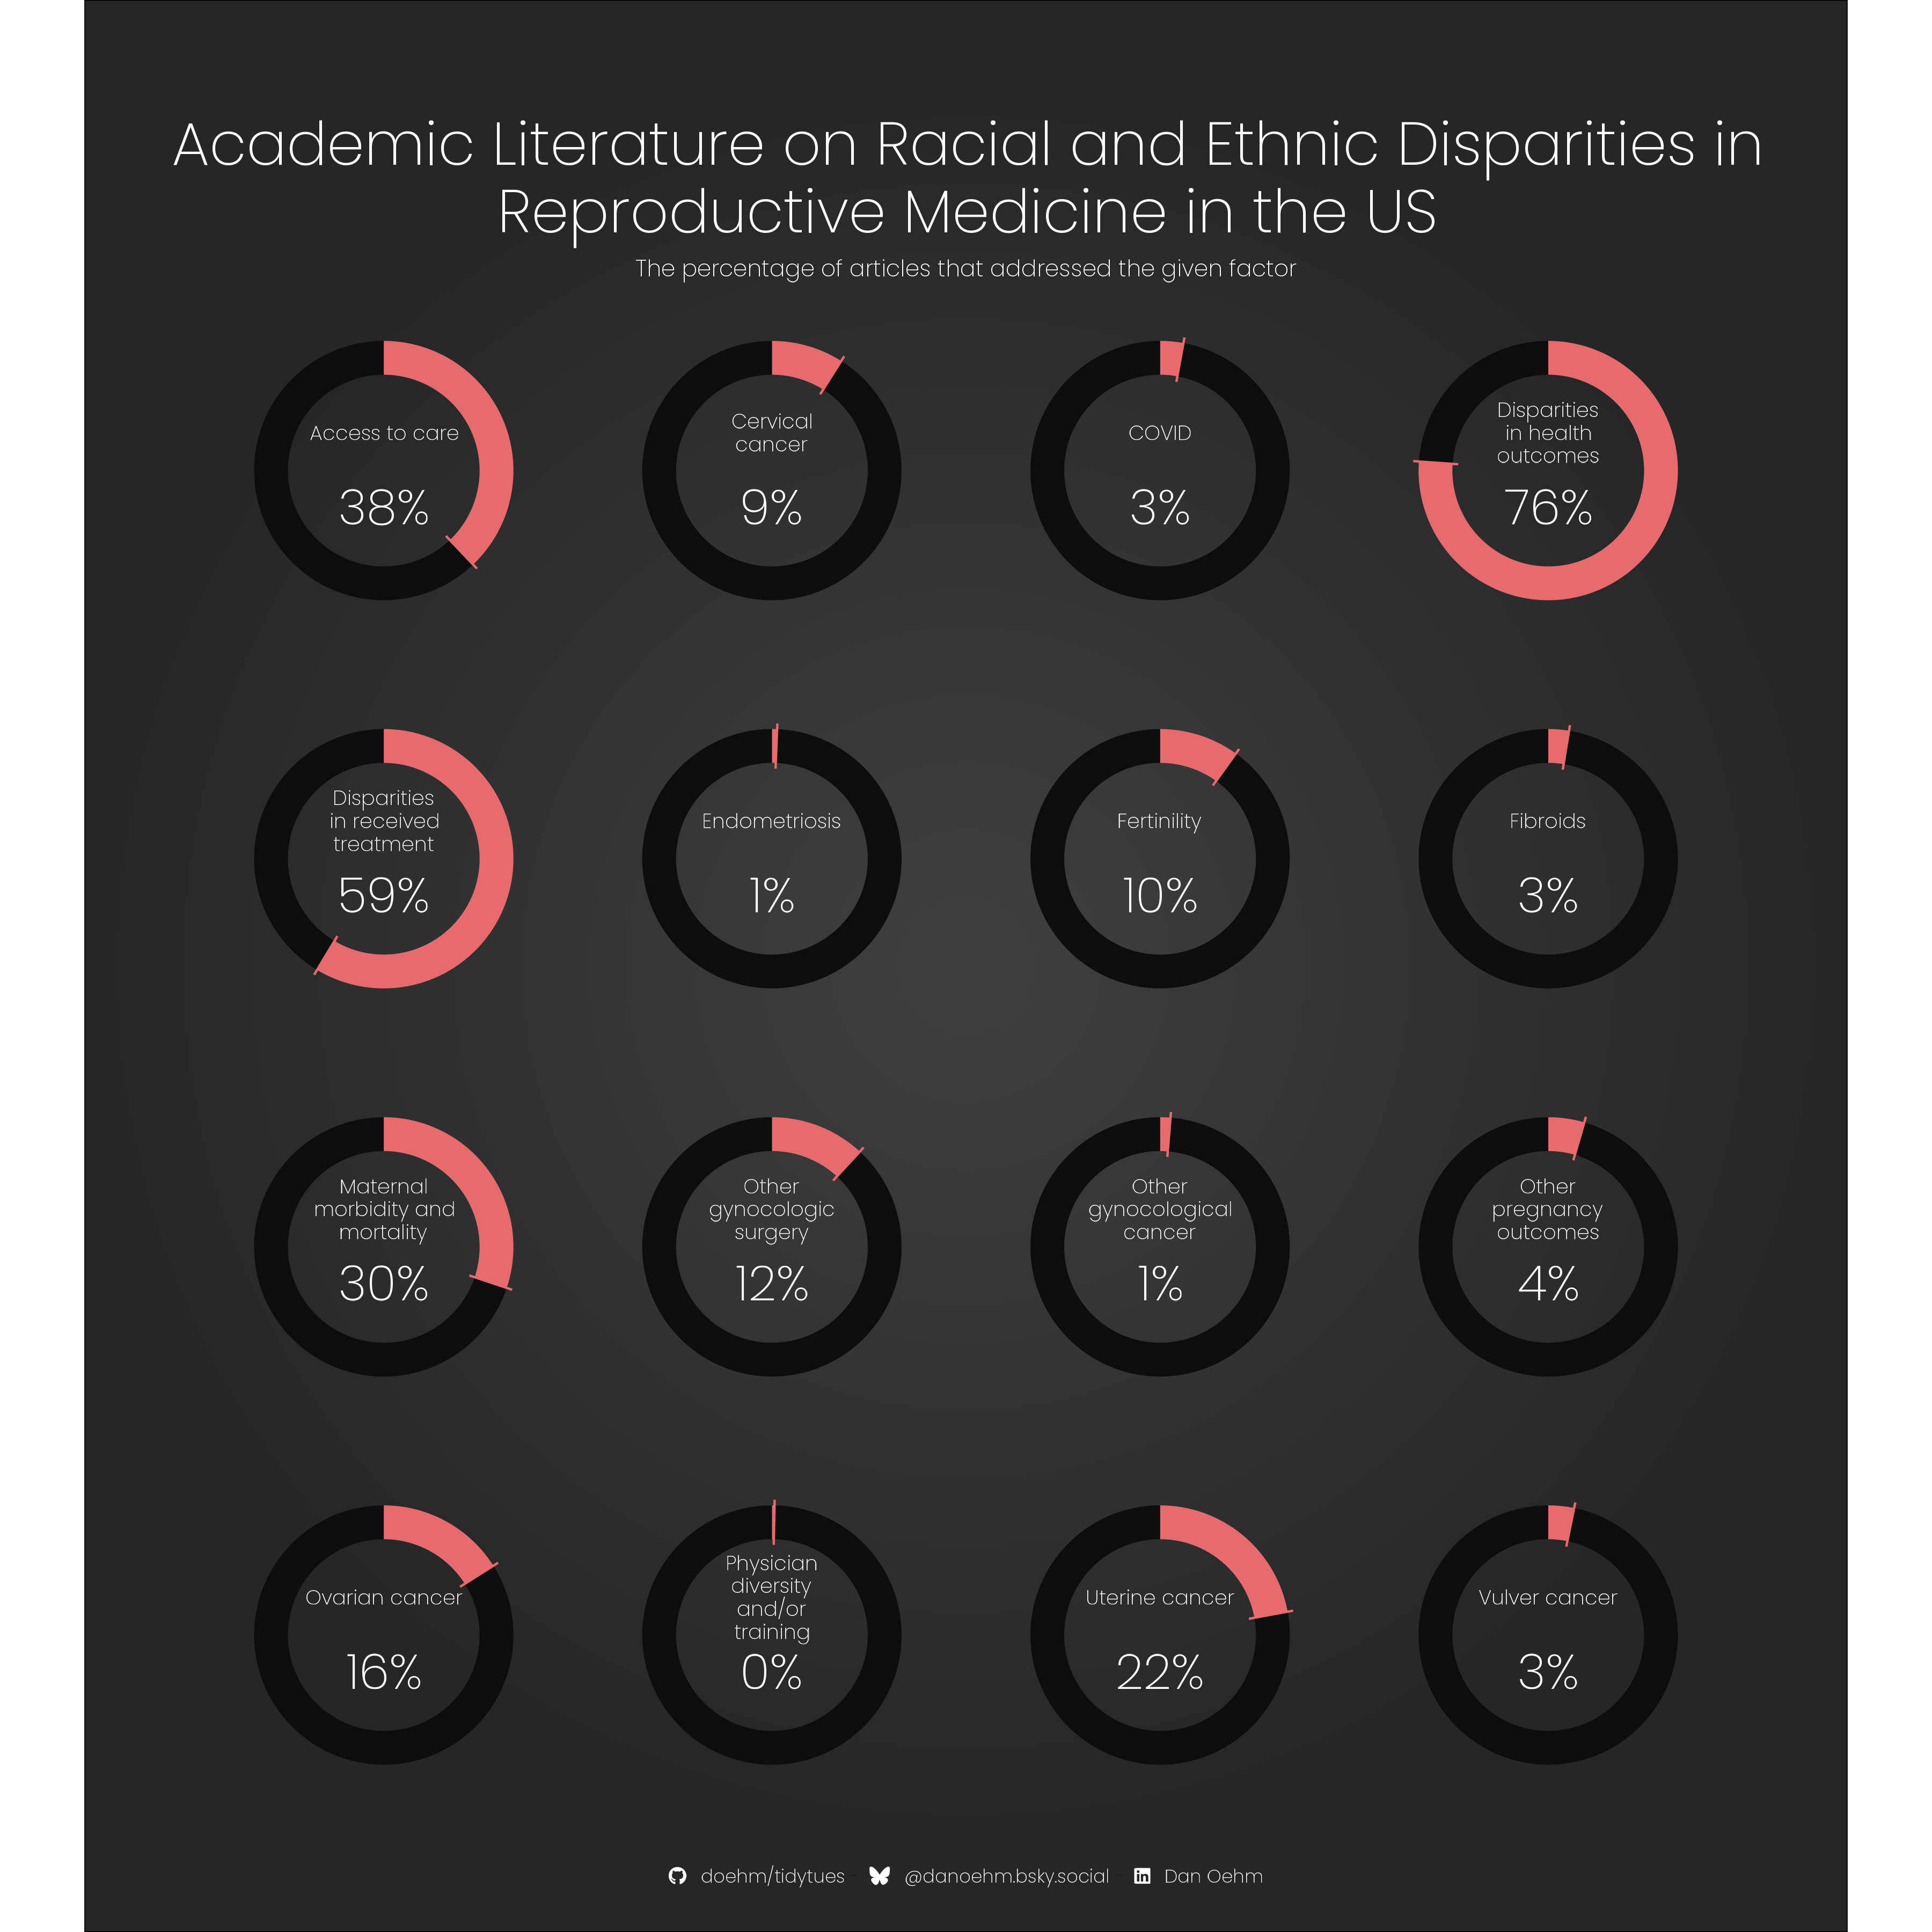 Academic Literature on Racial and Ethnic Disparities in
Reproductive Medicine in the US
The percentage of articles that addressed the given factor
Access to care
38%
Cervical
cancer
9%
COVID
3%
Disparities
in health
outcomes
76%
Disparities
in received
treatment
59%
Endometriosis
1%
Fertinility
10%
Fibroids
3%
Maternal
morbidity and
mortality
30%
Other
gynocologic
surgery
12%
Other
gynocological
cancer
1%
Other
pregnancy
outcomes
4%
Ovarian cancer
16%
Physician
diversity
and/or
training
0%
Uterine cancer
22%
Vulver cancer
3%
doehm/tidytues @danoehm.bsky.social Dan Oehm